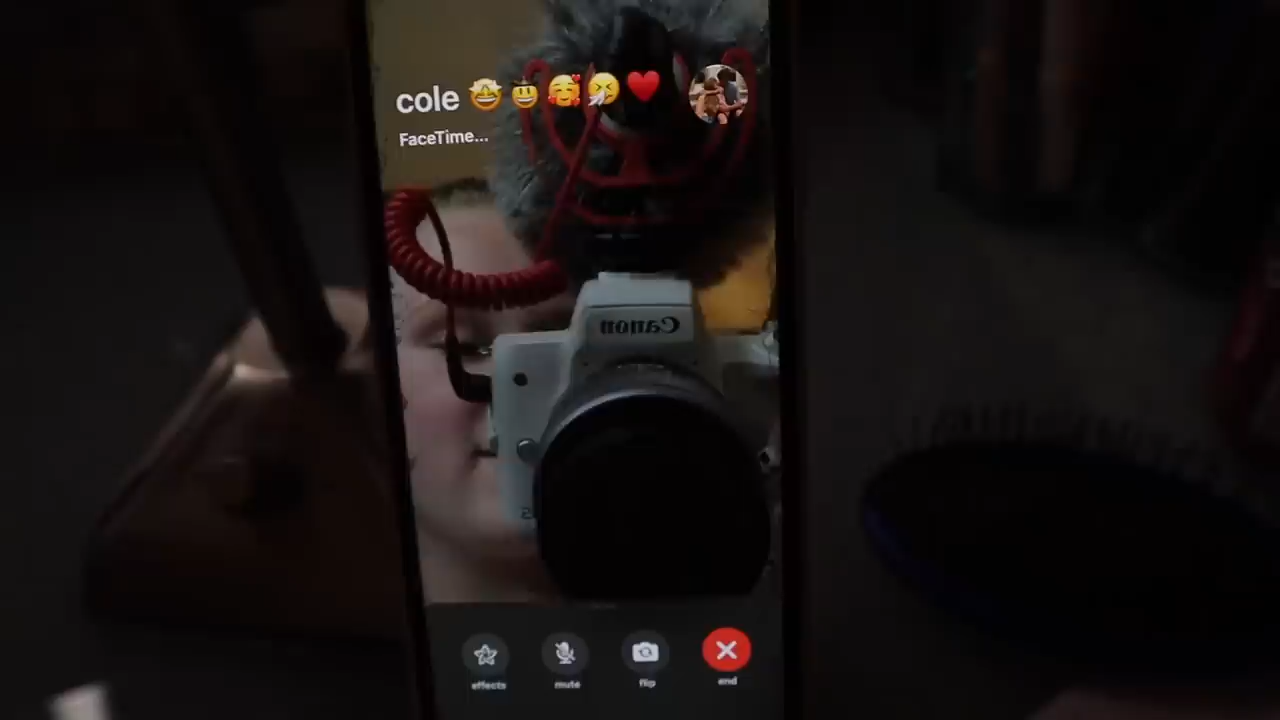 cole 🤩🤠🥰🤧❤️
FaceTime...
Canon
effects
mute
flip
end